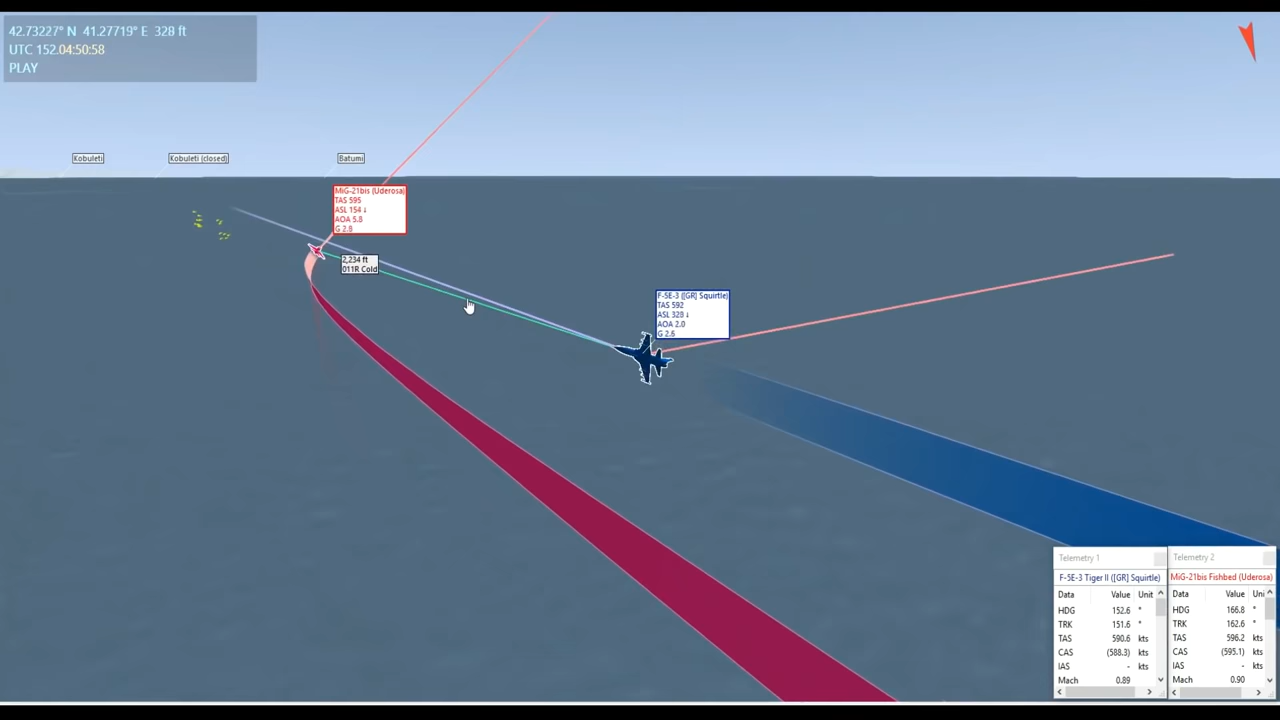 42.73227° N  41.27719° E  328 ft
UTC 152.04:50:58
PLAY
Kobuleti
Kobuleti (closed)
Batumi
MiG-21bis (Uderosa)
TAS 595
ASL 154 ↓
AOA 5.8
G 2.8
2,234 ft
011R Cold
F-5E-3 ([GR] Squirtle)
TAS 592
ASL 328 ↓
AOA 2.0
G 2.6
Telemetry 1
F-5E-3 Tiger II ([GR] Squirtle)
Data Value Unit
HDG 152.6 °
TRK 151.6 °
TAS 590.6 kts
CAS (588.3) kts
IAS - kts
Mach 0.89
Telemetry 2
MiG-21bis Fishbed (Uderosa)
Data Value Uni
HDG 166.8 °
TRK 162.6 °
TAS 596.2 kts
CAS (595.1) kts
IAS - kts
Mach 0.90